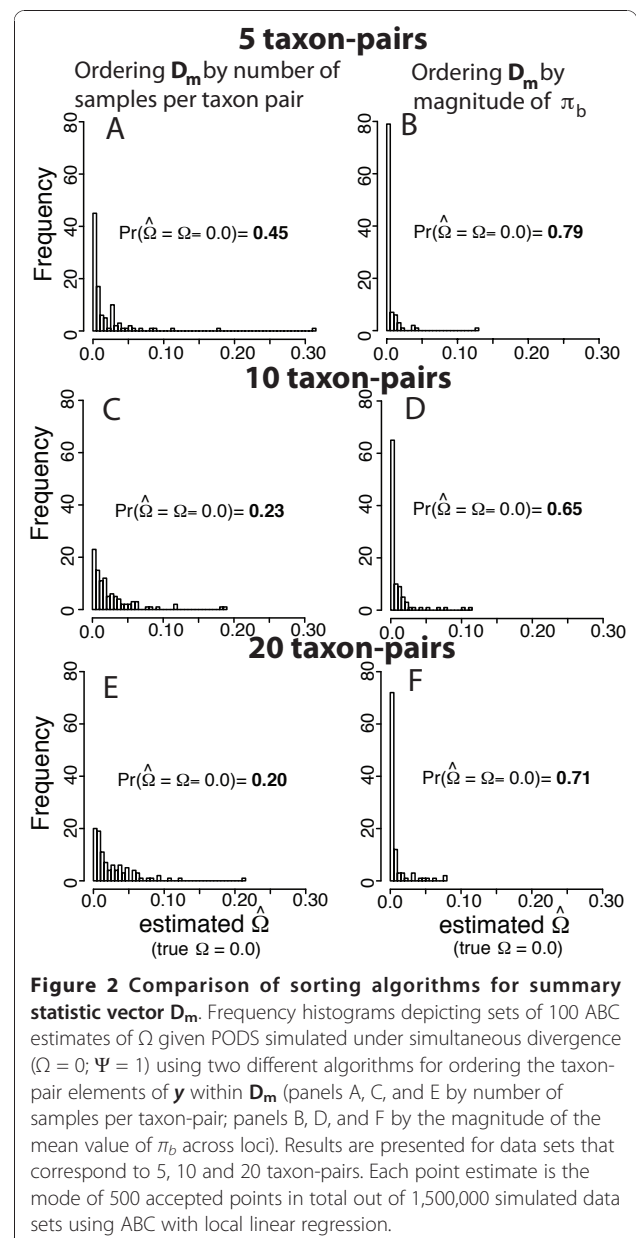 5 taxon-pairs
Ordering Dₘ by number of samples per taxon pair
Ordering Dₘ by magnitude of π_b
A
80
60
40
20
0
Frequency
Pr(Ω̂ = Ω= 0.0)= 0.45
0.0 0.10 0.20 0.30
B
80
60
40
20
0
Pr(Ω̂ = Ω= 0.0)= 0.79
0.0 0.10 0.20 0.30
10 taxon-pairs
C
80
60
40
20
0
Frequency
Pr(Ω̂ = Ω= 0.0)= 0.23
0.0 0.10 0.20 0.30
D
80
60
40
20
0
Pr(Ω̂ = Ω= 0.0)= 0.65
0.0 0.10 0.20 0.30
20 taxon-pairs
E
80
60
40
20
0
Frequency
Pr(Ω̂ = Ω= 0.0)= 0.20
0.0 0.10 0.20 0.30
estimated Ω̂
(true Ω = 0.0)
F
80
60
40
20
0
Pr(Ω̂ = Ω= 0.0)= 0.71
0.0 0.10 0.20 0.30
estimated Ω̂
(true Ω = 0.0)
Figure 2 Comparison of sorting algorithms for summary
statistic vector Dₘ. Frequency histograms depicting sets of 100 ABC
estimates of Ω given PODS simulated under simultaneous divergence
(Ω = 0; Ψ = 1) using two different algorithms for ordering the taxon-
pair elements of y within Dₘ (panels A, C, and E by number of
samples per taxon-pair; panels B, D, and F by the magnitude of the
mean value of π_b across loci). Results are presented for data sets that
correspond to 5, 10 and 20 taxon-pairs. Each point estimate is the
mode of 500 accepted points in total out of 1,500,000 simulated data
sets using ABC with local linear regression.